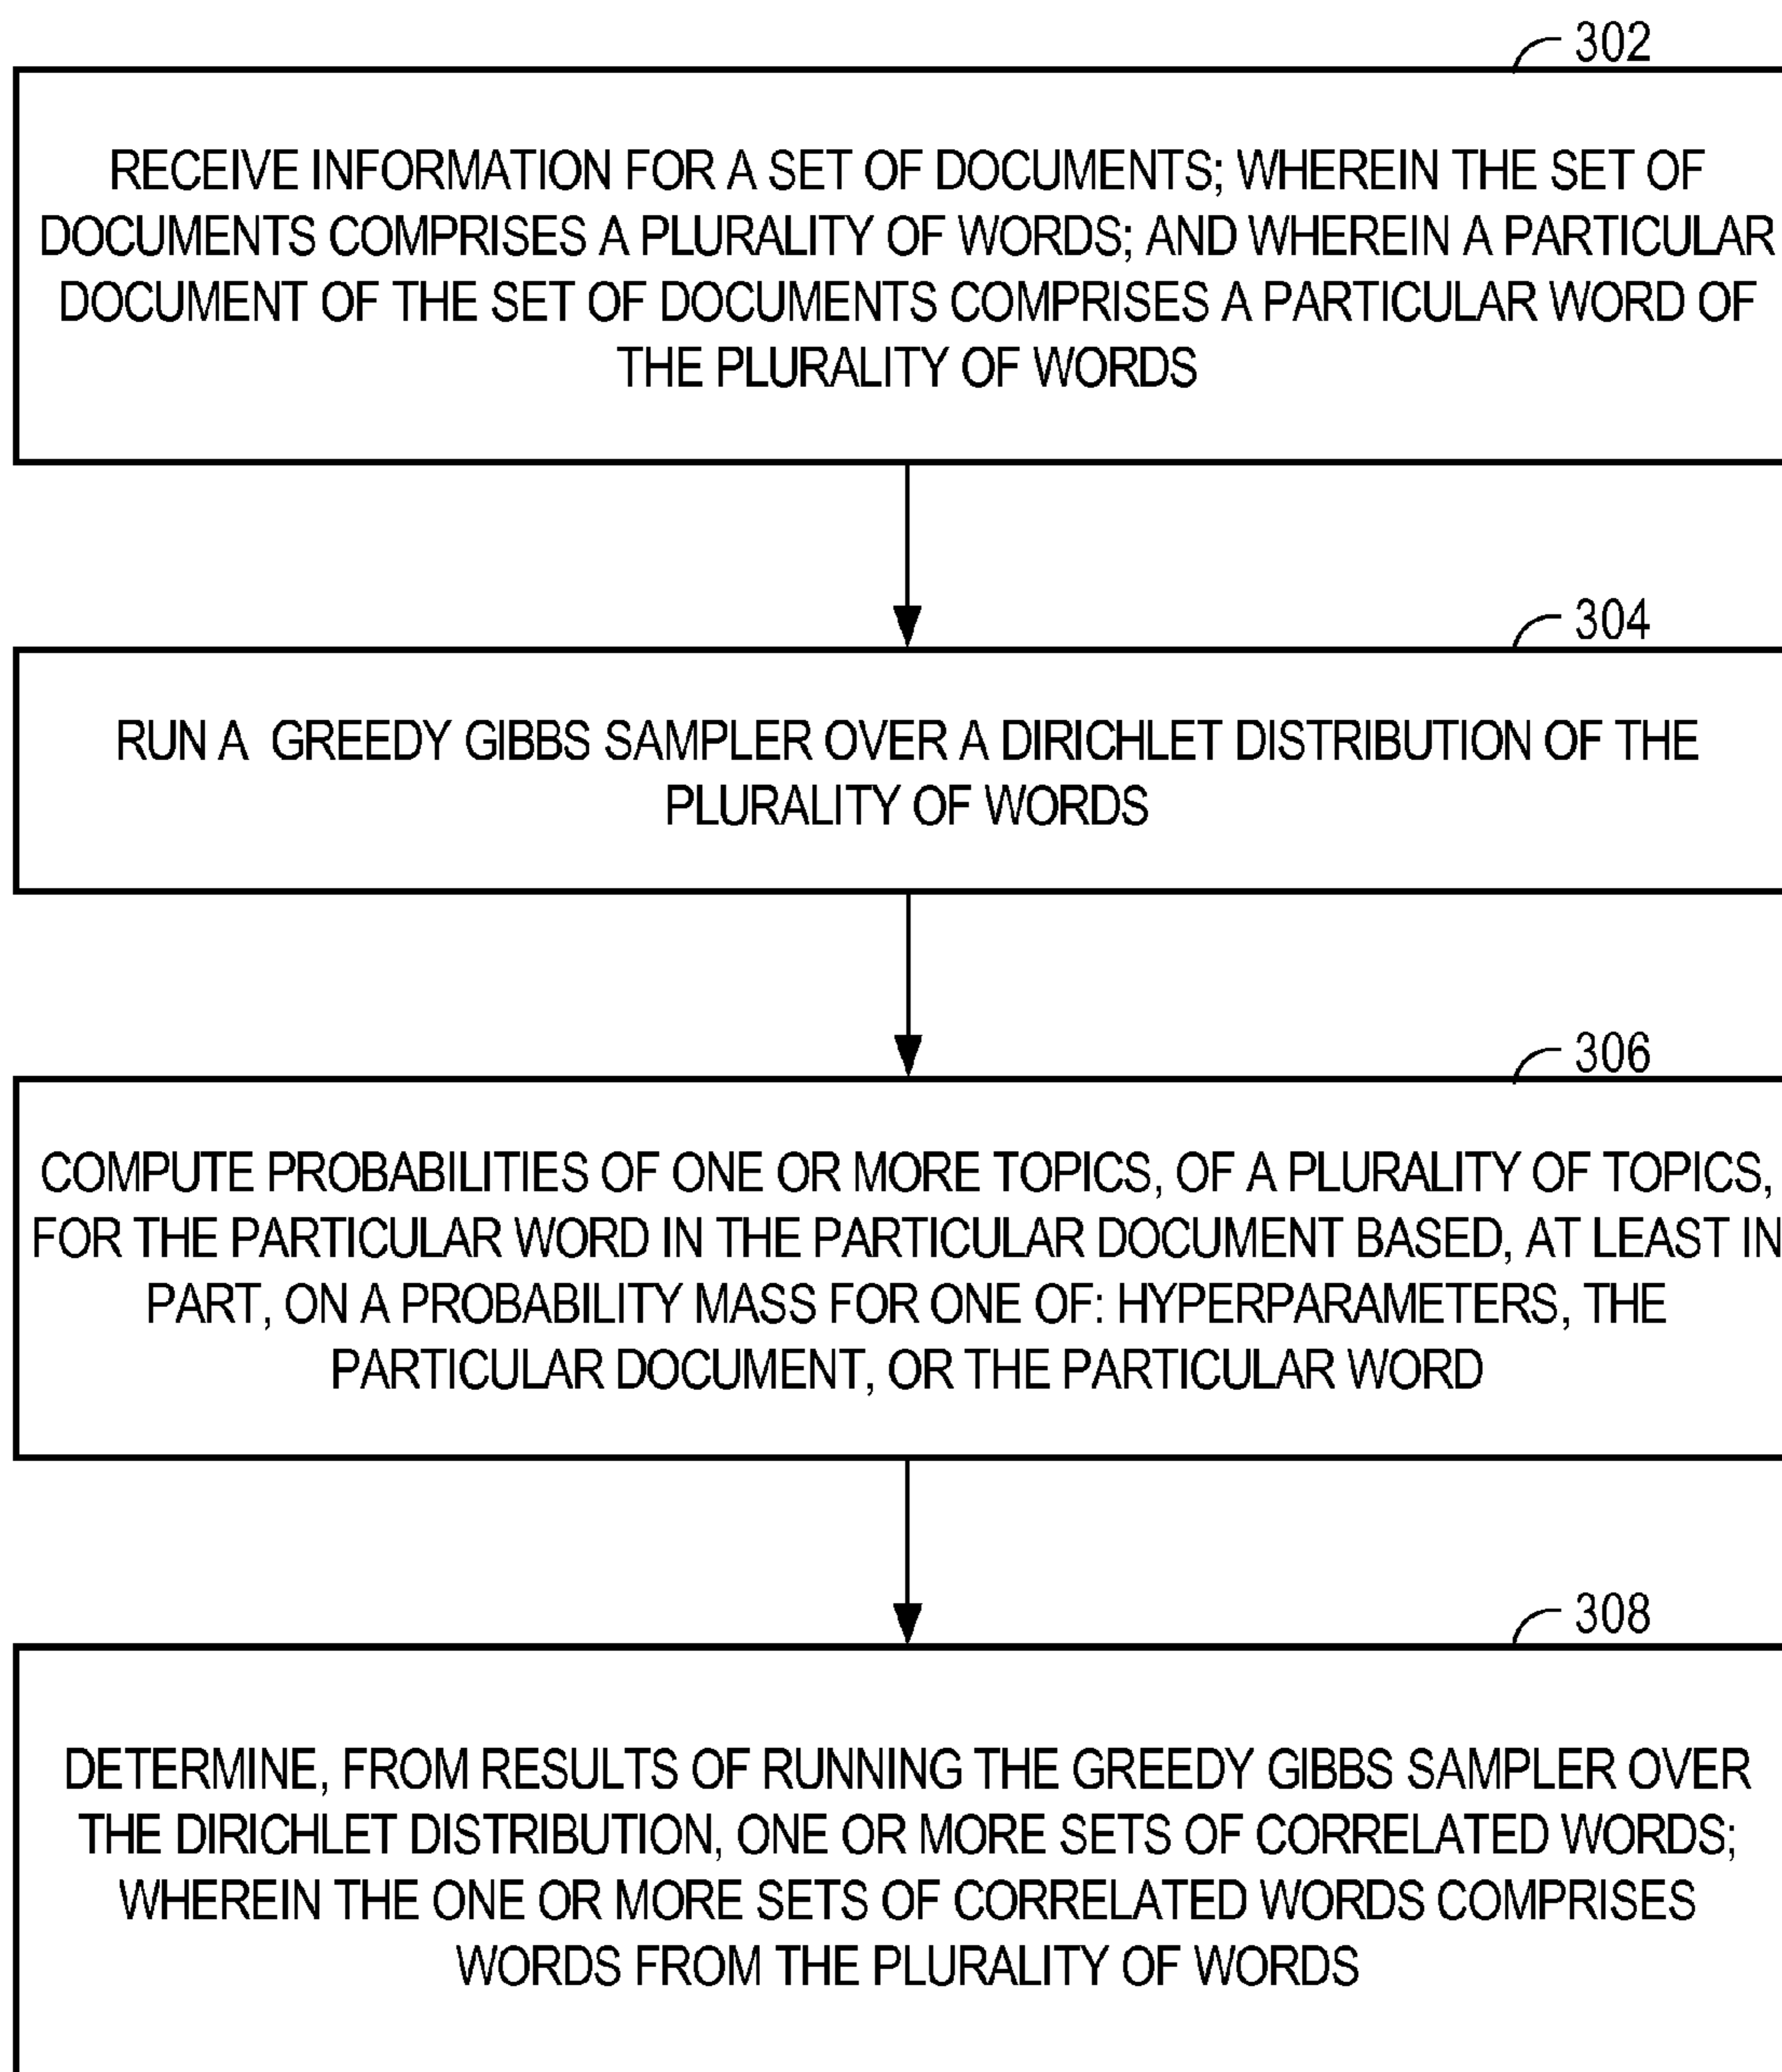 302
RECEIVE INFORMATION FOR A SET OF DOCUMENTS; WHEREIN THE SET OF
DOCUMENTS COMPRISES A PLURALITY OF WORDS; AND WHEREIN A PARTICULAR
DOCUMENT OF THE SET OF DOCUMENTS COMPRISES A PARTICULAR WORD OF
THE PLURALITY OF WORDS
304
RUN A GREEDY GIBBS SAMPLER OVER A DIRICHLET DISTRIBUTION OF THE
PLURALITY OF WORDS
306
COMPUTE PROBABILITIES OF ONE OR MORE TOPICS, OF A PLURALITY OF TOPICS,
FOR THE PARTICULAR WORD IN THE PARTICULAR DOCUMENT BASED, AT LEAST IN
PART, ON A PROBABILITY MASS FOR ONE OF: HYPERPARAMETERS, THE
PARTICULAR DOCUMENT, OR THE PARTICULAR WORD
308
DETERMINE, FROM RESULTS OF RUNNING THE GREEDY GIBBS SAMPLER OVER
THE DIRICHLET DISTRIBUTION, ONE OR MORE SETS OF CORRELATED WORDS;
WHEREIN THE ONE OR MORE SETS OF CORRELATED WORDS COMPRISES
WORDS FROM THE PLURALITY OF WORDS